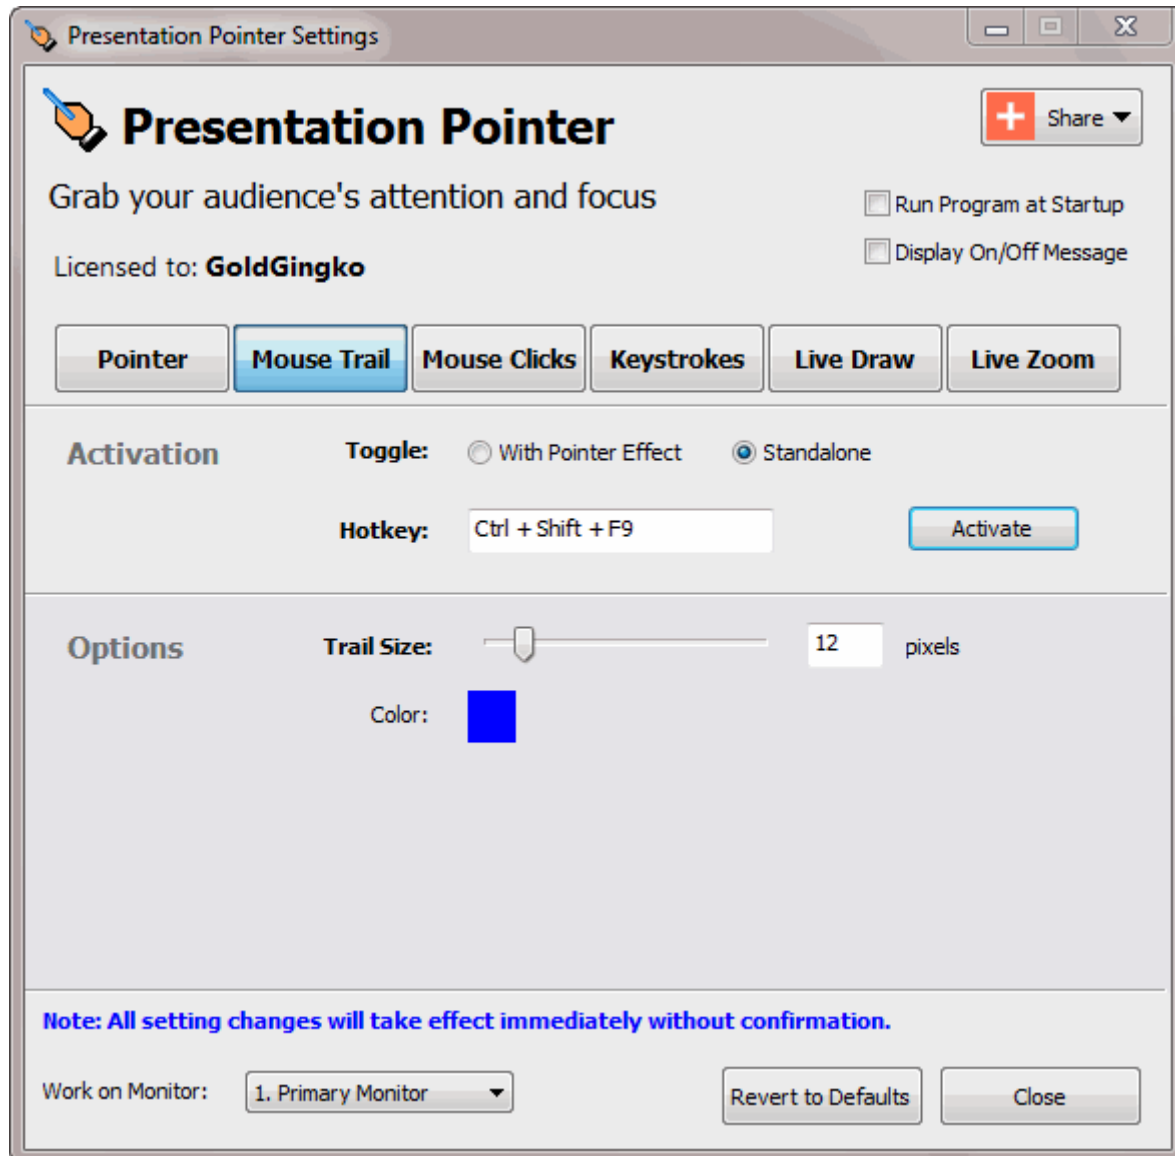 Presentation Pointer Settings
Presentation Pointer
Share
Grab your audience's attention and focus
Run Program at Startup
Display On/Off Message
Licensed to: GoldGingko
Pointer Mouse Trail Mouse Clicks Keystrokes Live Draw Live Zoom
Activation Toggle: With Pointer Effect Standalone
Hotkey: Ctrl + Shift + F9 Activate
Options Trail Size: 12 pixels
Color:
Note: All setting changes will take effect immediately without confirmation.
Work on Monitor: 1. Primary Monitor Revert to Defaults Close